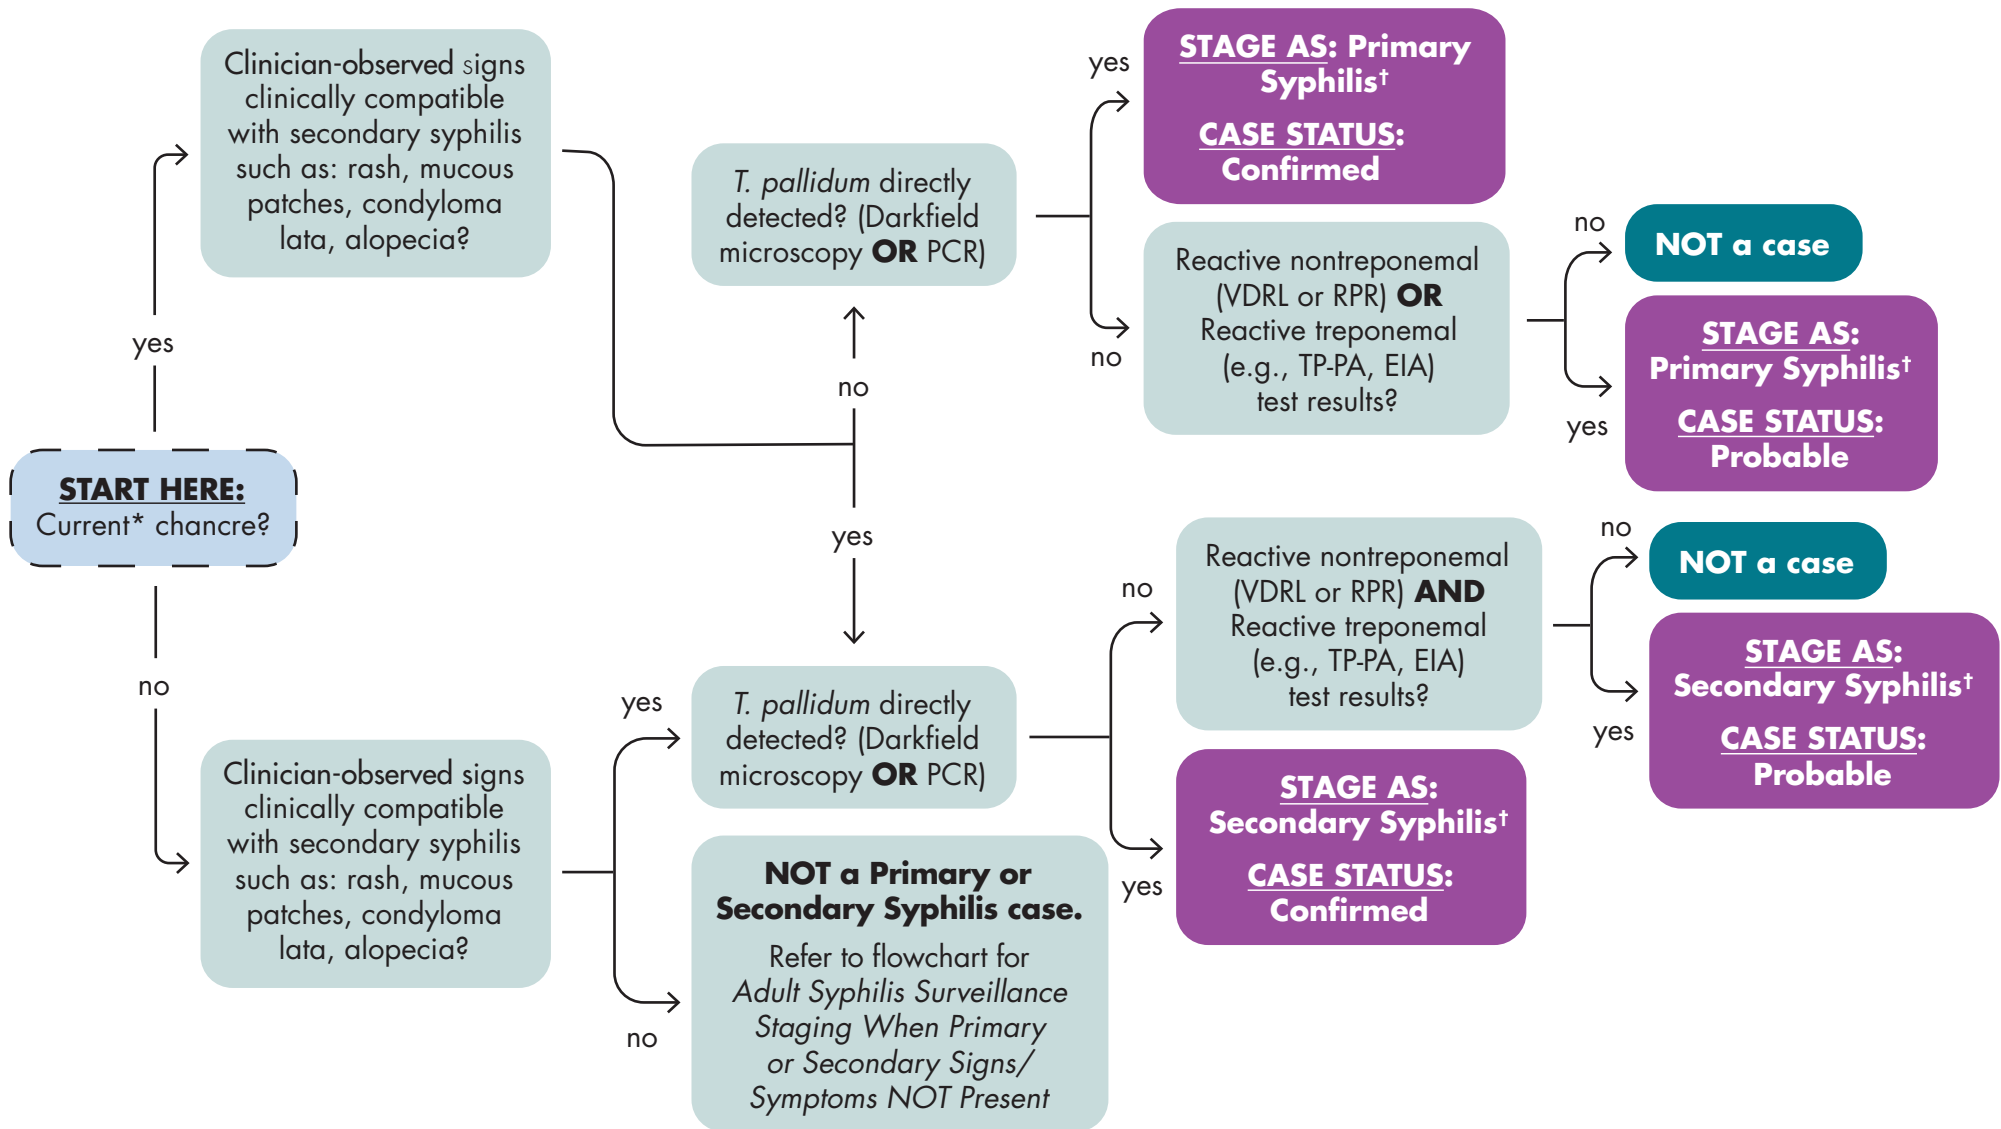 START HERE:
Current* chancre?
yes
no
Clinician-observed signs
clinically compatible
with secondary syphilis
such as: rash, mucous
patches, condyloma
lata, alopecia?
no
yes
T. pallidum directly
detected? (Darkfield
microscopy OR PCR)
yes
no
STAGE AS: Primary
Syphilis†
CASE STATUS:
Confirmed
Reactive nontreponemal
(VDRL or RPR) OR
Reactive treponemal
(e.g., TP-PA, EIA)
test results?
no
yes
NOT a case
STAGE AS:
Primary Syphilis†
CASE STATUS:
Probable
Clinician-observed signs
clinically compatible
with secondary syphilis
such as: rash, mucous
patches, condyloma
lata, alopecia?
yes
no
T. pallidum directly
detected? (Darkfield
microscopy OR PCR)
NOT a Primary or
Secondary Syphilis case.
Refer to flowchart for
Adult Syphilis Surveillance
Staging When Primary
or Secondary Signs/
Symptoms NOT Present
no
yes
Reactive nontreponemal
(VDRL or RPR) AND
Reactive treponemal
(e.g., TP-PA, EIA)
test results?
STAGE AS:
Secondary Syphilis†
CASE STATUS:
Confirmed
no
yes
NOT a case
STAGE AS:
Secondary Syphilis†
CASE STATUS:
Probable